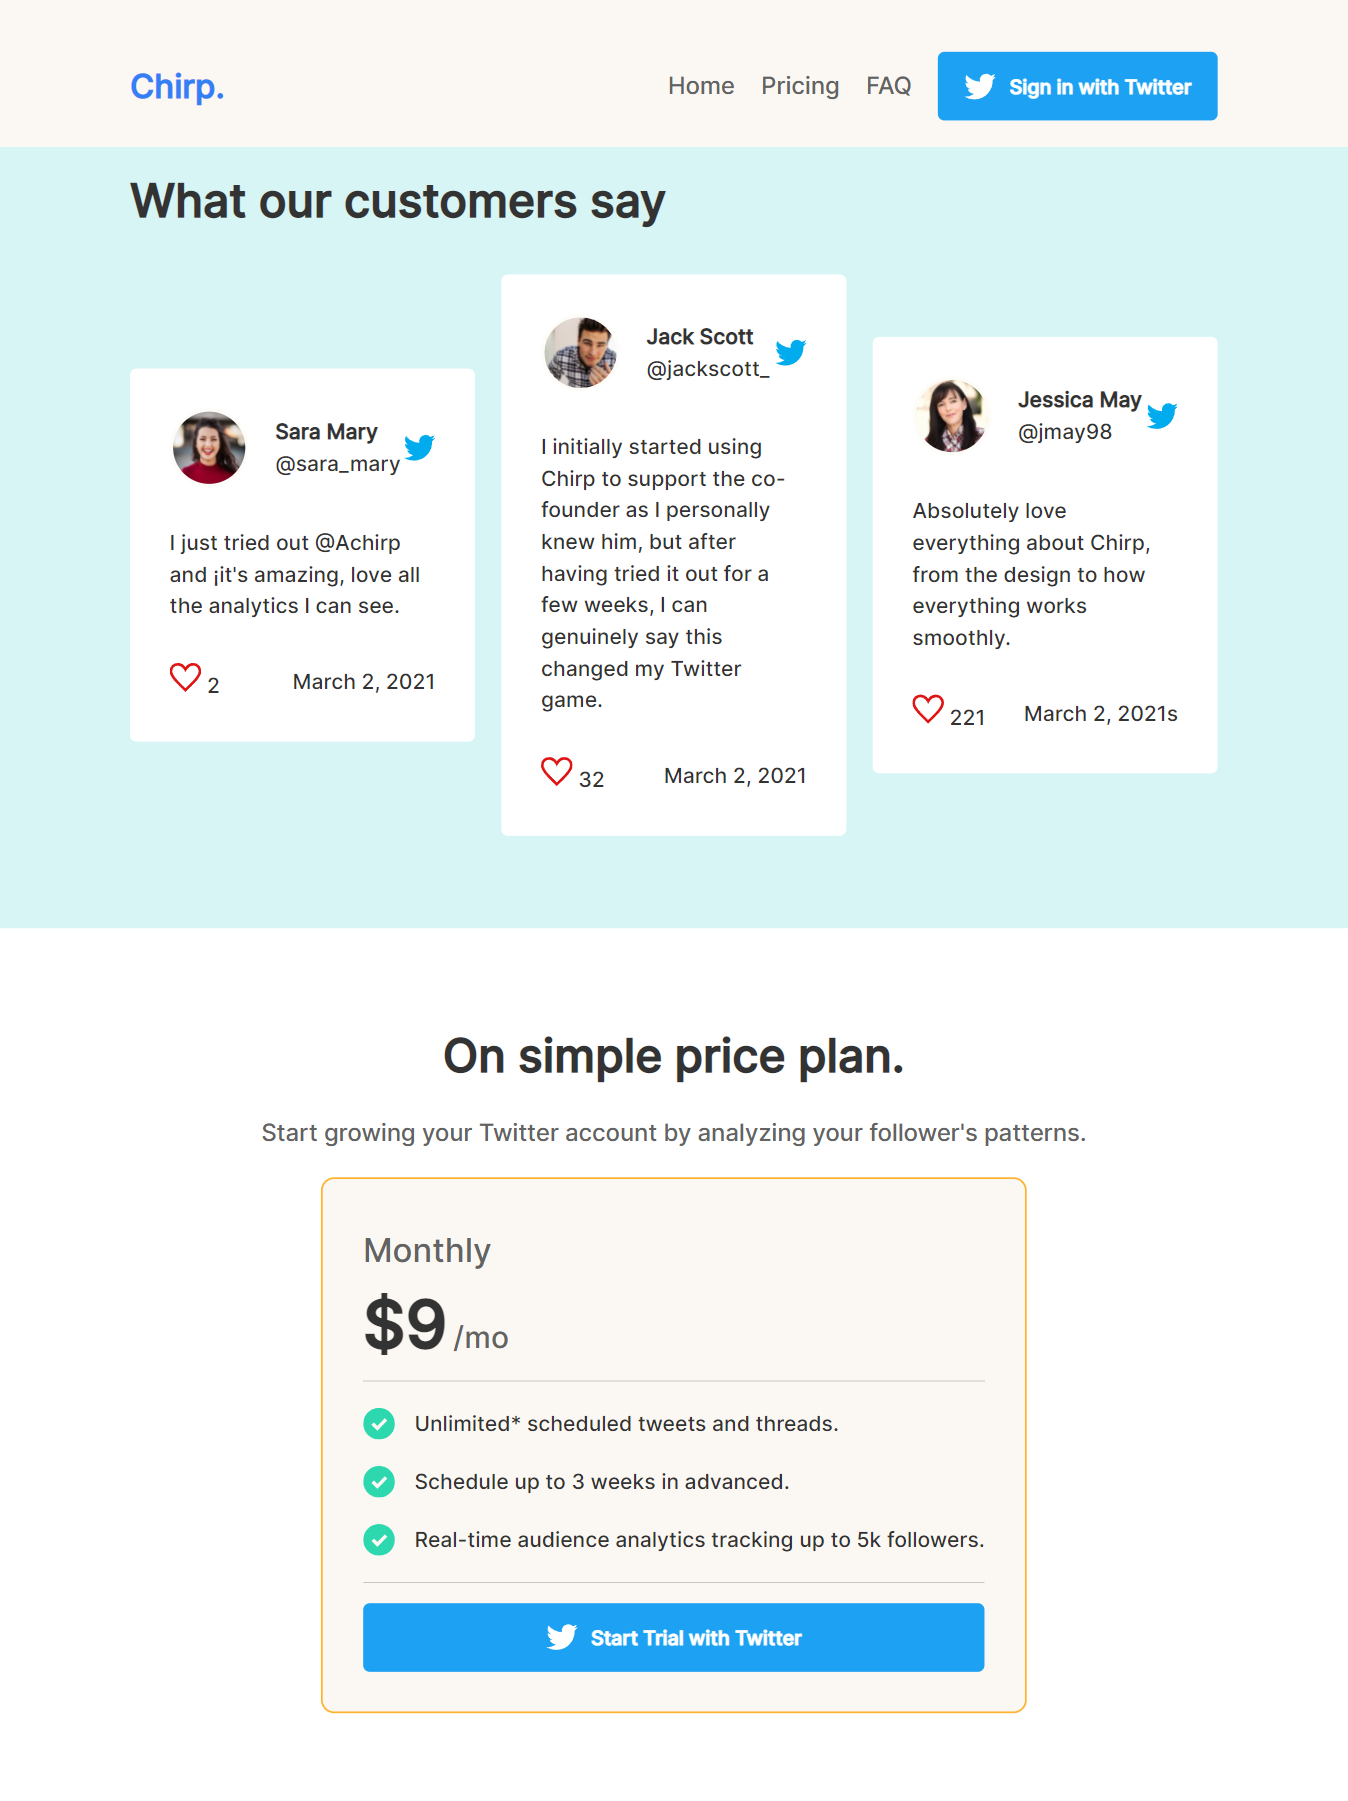 Chirp.
Home Pricing FAQ Sign in with Twitter
What our customers say
Sara Mary
@sara_mary
I just tried out @Achirp
and ¡it's amazing, love all
the analytics I can see.
2 March 2, 2021
Jack Scott
@jackscott_
I initially started using
Chirp to support the co-
founder as I personally
knew him, but after
having tried it out for a
few weeks, I can
genuinely say this
changed my Twitter
game.
32 March 2, 2021
Jessica May
@jmay98
Absolutely love
everything about Chirp,
from the design to how
everything works
smoothly.
221 March 2, 2021s
On simple price plan.
Start growing your Twitter account by analyzing your follower's patterns.
Monthly
$9 /mo
Unlimited* scheduled tweets and threads.
Schedule up to 3 weeks in advanced.
Real-time audience analytics tracking up to 5k followers.
Start Trial with Twitter